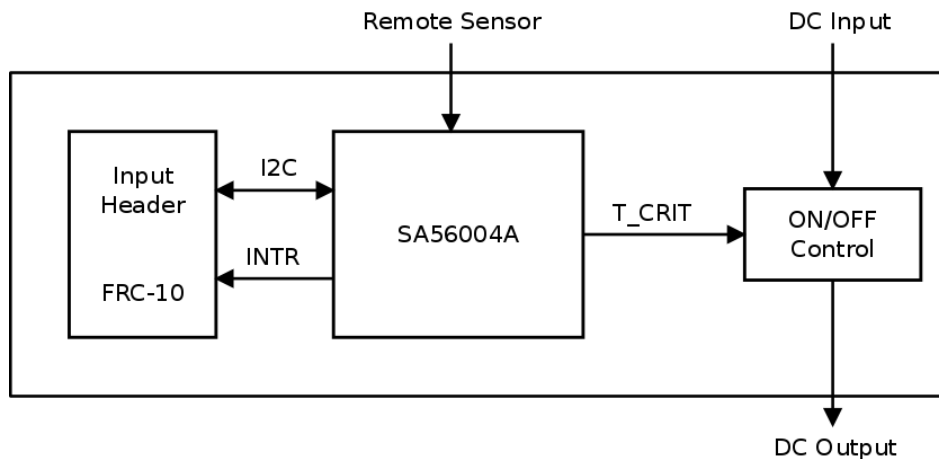 Remote Sensor
DC Input
Input
Header
FRC-10
I2C
INTR
SA56004A
T_CRIT
ON/OFF
Control
DC Output